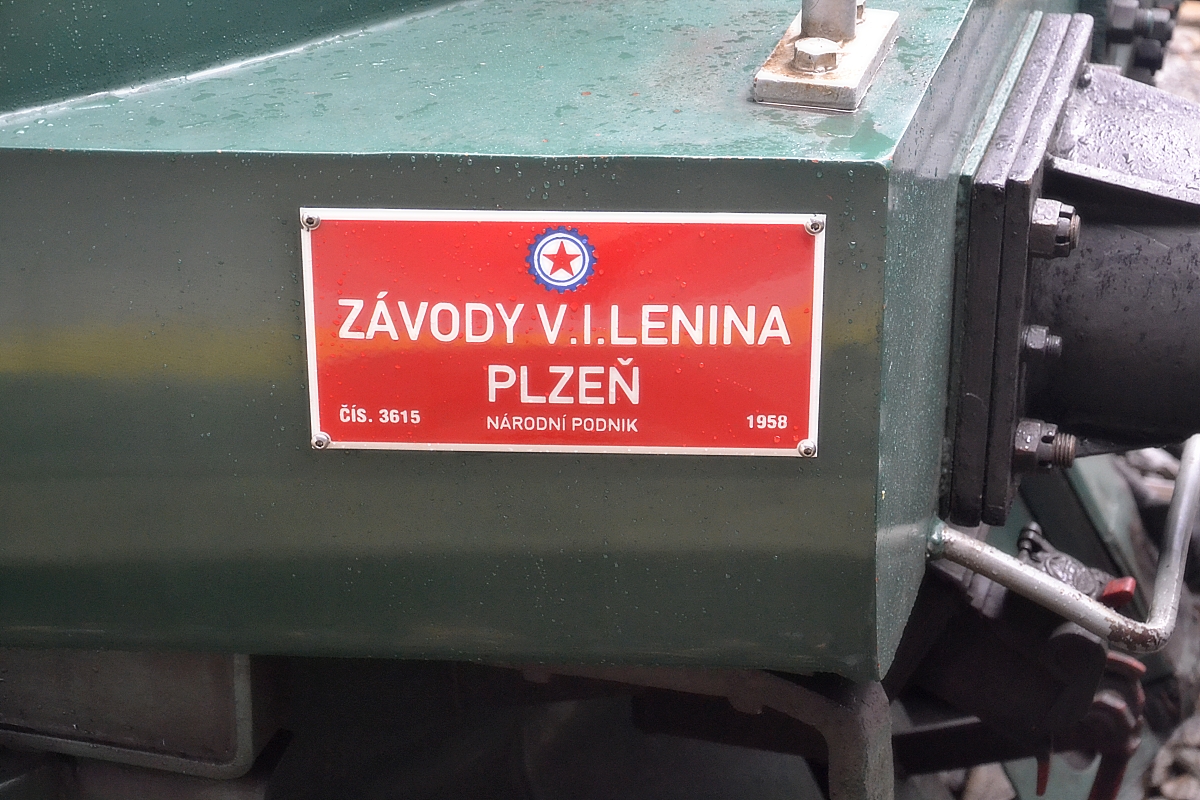 ZÁVODY V.I.LENINA
PLZEŇ
ČÍS. 3615 NÁRODNÍ PODNIK 1958